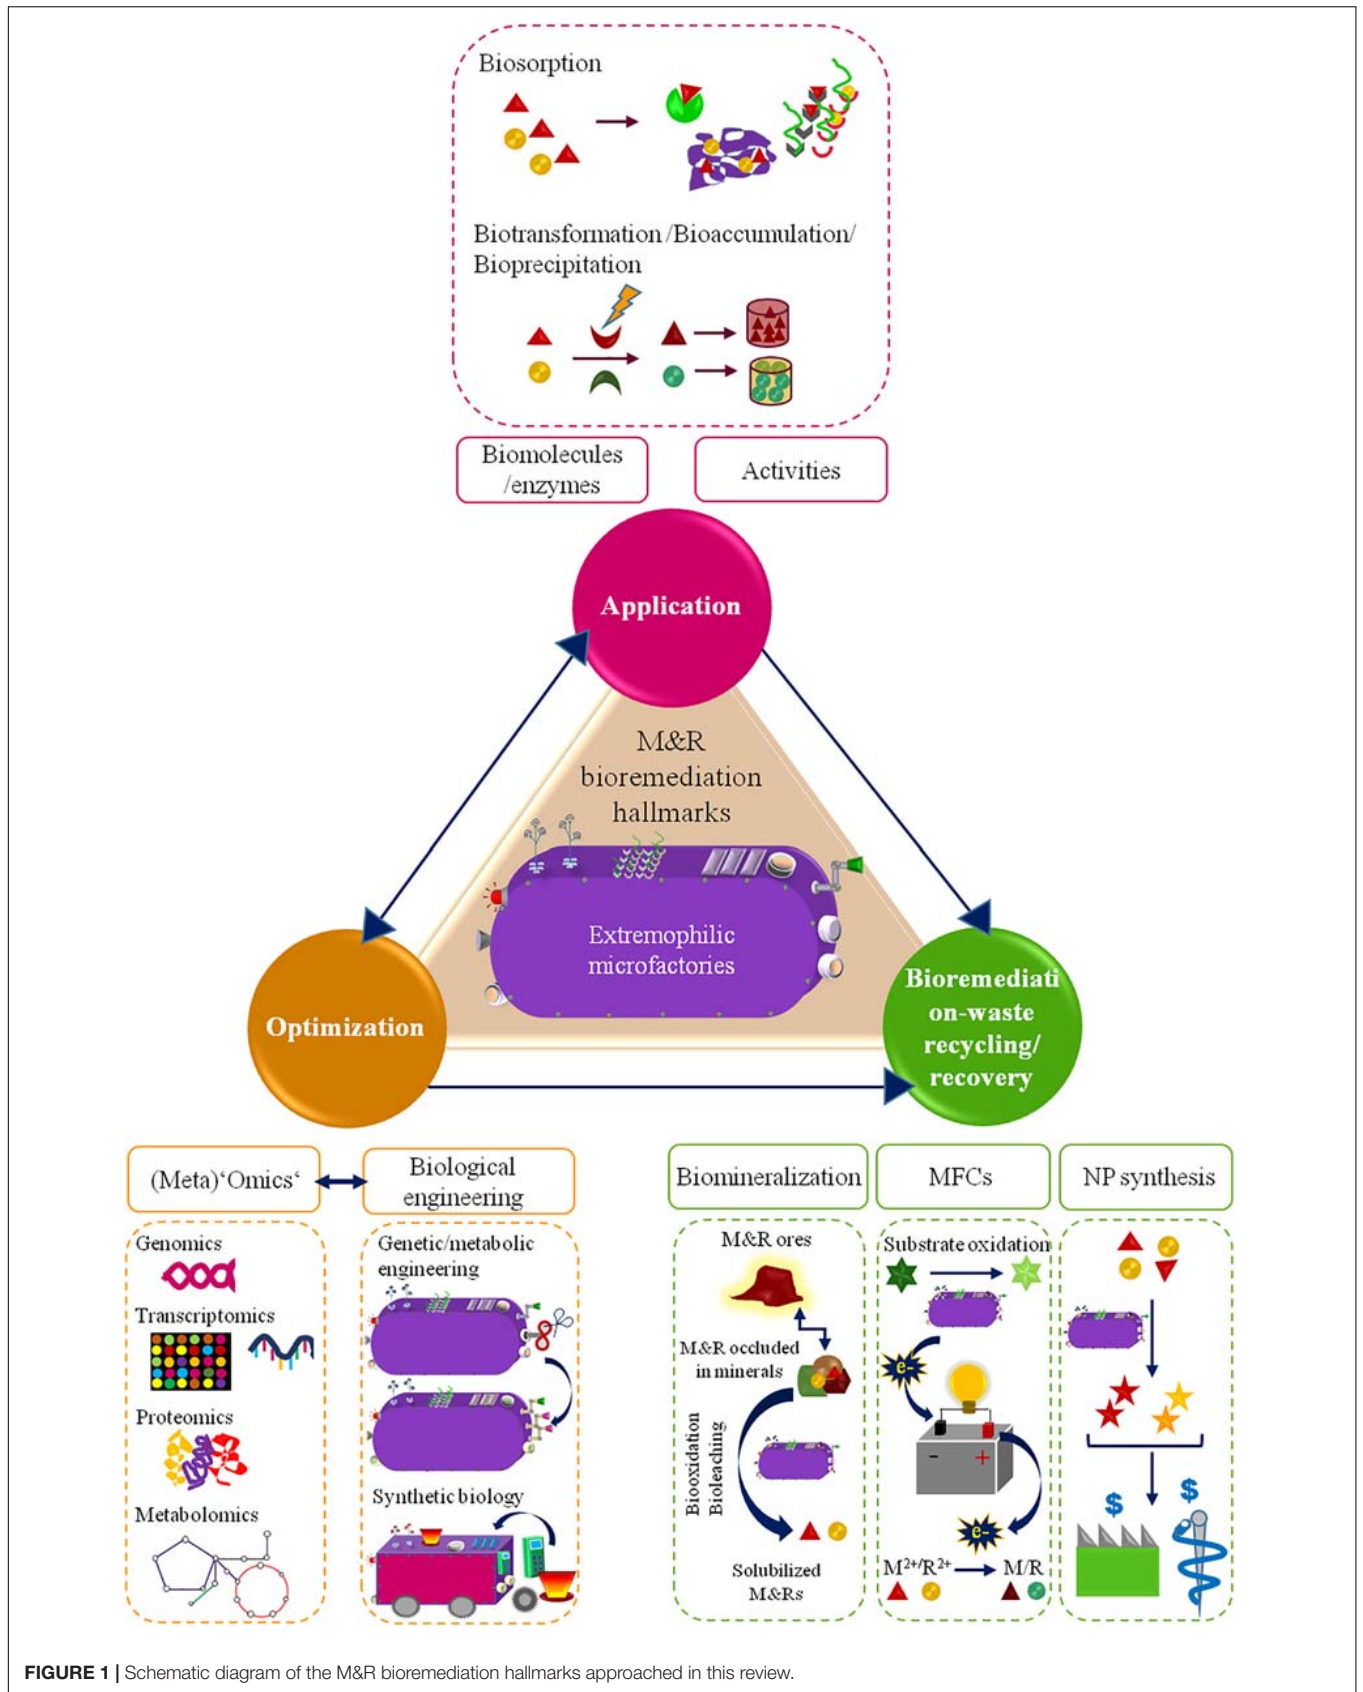 Biosorption
Biotransformation /Bioaccumulation/
Bioprecipitation
Biomolecules
/enzymes
Activities
Application
M&R
bioremediation
hallmarks
Extremophilic
microfactories
Optimization
Bioremediati
on-waste
recycling/
recovery
(Meta)‘Omics‘
Biological
engineering
Genomics
Transcriptomics
Proteomics
Metabolomics
Genetic/metabolic
engineering
Synthetic biology
Biomineralization
MFCs
NP synthesis
M&R ores
M&R occluded
in minerals
Biooxidation
Bioleaching
Solubilized
M&Rs
Substrate oxidation
e-
- +
e-
M²⁺/R²⁺ M/R
$ $
FIGURE 1 | Schematic diagram of the M&R bioremediation hallmarks approached in this review.